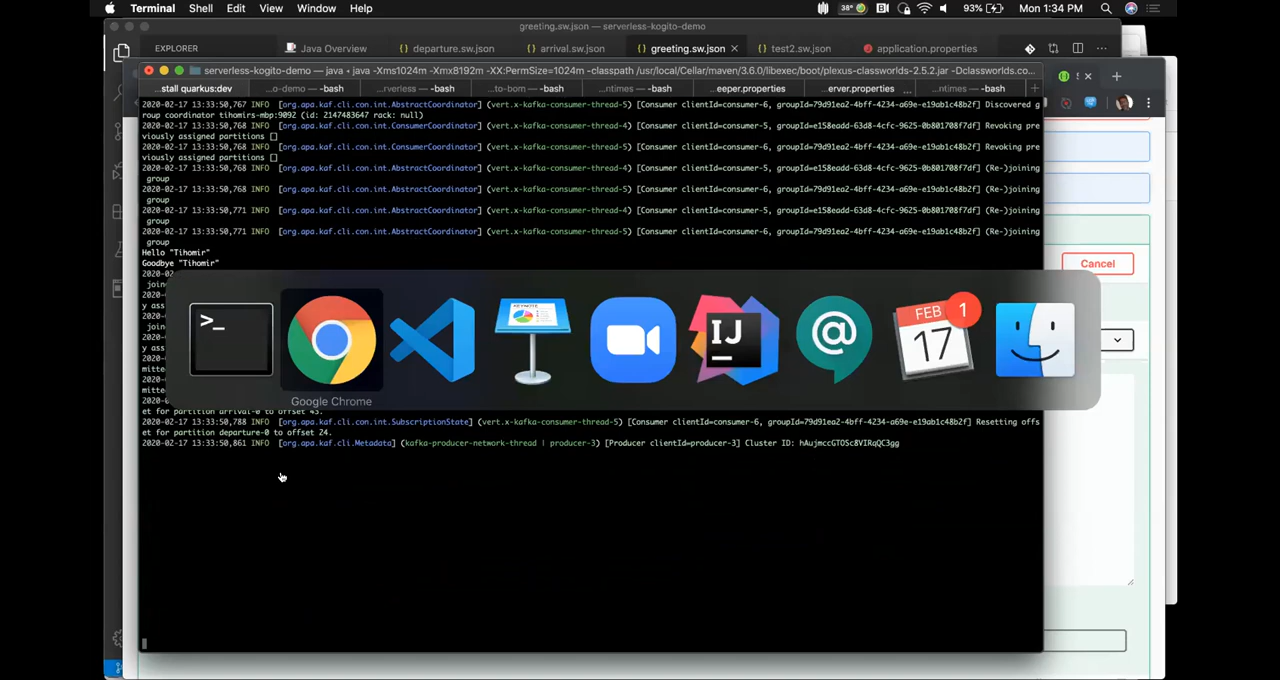 Terminal Shell Edit View Window Help 38° 93% Mon 1:34 PM
greeting.sw.json — serverless-kogito-demo
EXPLORER Java Overview departure.sw.json arrival.sw.json greeting.sw.json test2.sw.json application.properties
serverless-kogito-demo — java ‹ java -Xms1024m -Xmx8192m -XX:PermSize=1024m -classpath /usr/local/Cellar/maven/3.6.0/libexec/boot/plexus-classworlds-2.5.2.jar -Dclassworlds.co...
...stall quarkus:dev ...o-demo — -bash ...rverless — -bash ...to-bom — -bash ...ntimes — -bash ...eeper.properties ...erver.properties ... ...ntimes — -bash
2020-02-17 13:33:50,767 INFO [org.apa.kaf.cli.con.int.AbstractCoordinator] (vert.x-kafka-consumer-thread-5) [Consumer clientId=consumer-6, groupId=79d91ea2-4bff-4234-a69e-e19ab1c48b2f] Discovered g
roup coordinator tihomirs-mbp:9092 (id: 2147483647 rack: null)
2020-02-17 13:33:50,768 INFO [org.apa.kaf.cli.con.int.ConsumerCoordinator] (vert.x-kafka-consumer-thread-4) [Consumer clientId=consumer-5, groupId=e158eadd-63d8-4cfc-9625-0b801708f7df] Revoking pre
viously assigned partitions []
2020-02-17 13:33:50,768 INFO [org.apa.kaf.cli.con.int.ConsumerCoordinator] (vert.x-kafka-consumer-thread-5) [Consumer clientId=consumer-6, groupId=79d91ea2-4bff-4234-a69e-e19ab1c48b2f] Revoking pre
viously assigned partitions []
2020-02-17 13:33:50,768 INFO [org.apa.kaf.cli.con.int.AbstractCoordinator] (vert.x-kafka-consumer-thread-4) [Consumer clientId=consumer-5, groupId=e158eadd-63d8-4cfc-9625-0b801708f7df] (Re-)joining
group
2020-02-17 13:33:50,768 INFO [org.apa.kaf.cli.con.int.AbstractCoordinator] (vert.x-kafka-consumer-thread-5) [Consumer clientId=consumer-6, groupId=79d91ea2-4bff-4234-a69e-e19ab1c48b2f] (Re-)joining
group
2020-02-17 13:33:50,771 INFO [org.apa.kaf.cli.con.int.AbstractCoordinator] (vert.x-kafka-consumer-thread-4) [Consumer clientId=consumer-5, groupId=e158eadd-63d8-4cfc-9625-0b801708f7df] (Re-)joining
group
2020-02-17 13:33:50,771 INFO [org.apa.kaf.cli.con.int.AbstractCoordinator] (vert.x-kafka-consumer-thread-5) [Consumer clientId=consumer-6, groupId=79d91ea2-4bff-4234-a69e-e19ab1c48b2f] (Re-)joining
group
Hello "Tihomir"
Goodbye "Tihomir"
Cancel
FEB 17
1
KEYNOTE
IJ
Google Chrome
et for partition arrival-0 to offset 43.
2020-02-17 13:33:50,788 INFO [org.apa.kaf.cli.con.int.SubscriptionState] (vert.x-kafka-consumer-thread-5) [Consumer clientId=consumer-6, groupId=79d91ea2-4bff-4234-a69e-e19ab1c48b2f] Resetting offs
et for partition departure-0 to offset 24.
2020-02-17 13:33:50,861 INFO [org.apa.kaf.cli.Metadata] (kafka-producer-network-thread | producer-3) [Producer clientId=producer-3] Cluster ID: hAujmccGTOSc8VIRqQC3gg